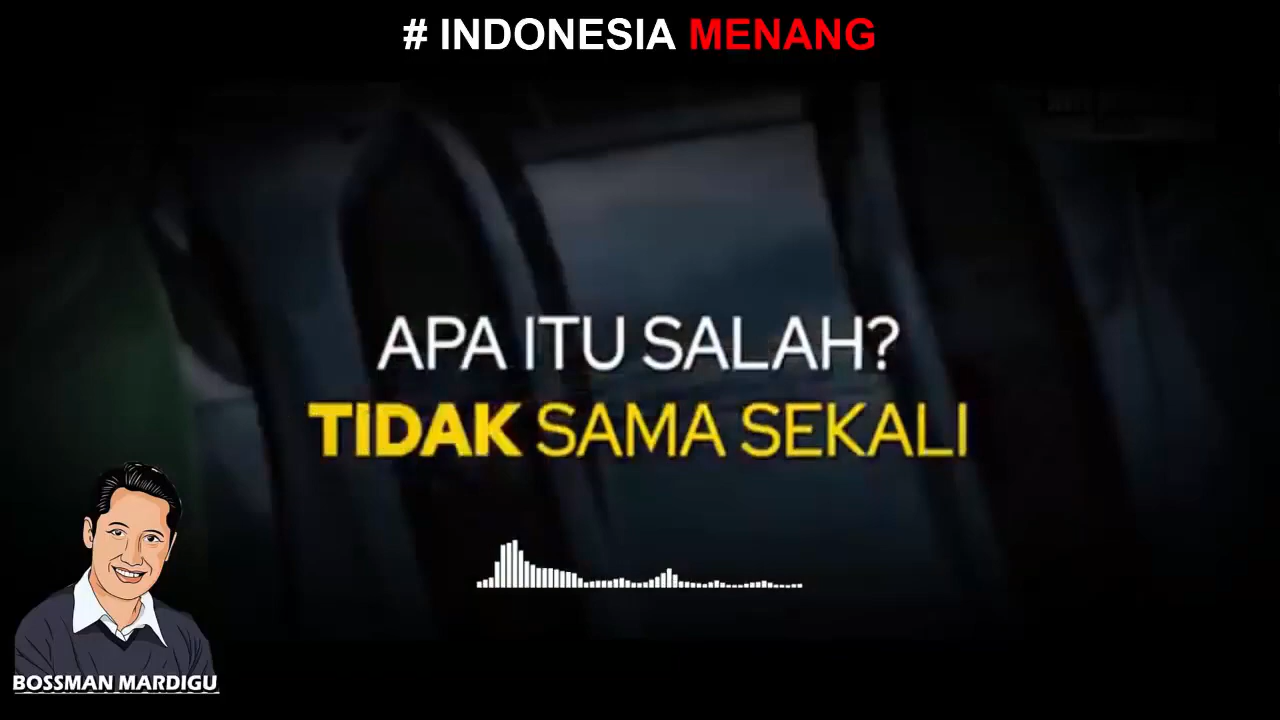 # INDONESIA MENANG
APA ITU SALAH?
TIDAK SAMA SEKALI
BOSSMAN MARDIGU